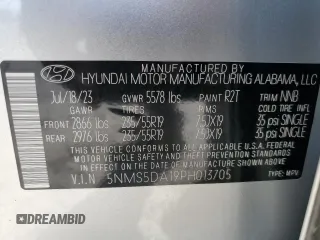 MANUFACTURED BY
HYUNDAI MOTOR MANUFACTURING ALABAMA, LLC
Jul/18/23 GVWR 5578 lbs PAINT R2T TRIM NNB
GAWR TIRES RIMS COLD TIRE PRESSURE
FRONT 2866 lbs 235/55R19 7.5JX19 35 psi SINGLE
REAR 2976 lbs 235/55R19 7.5JX19 35 psi SINGLE
THIS VEHICLE CONFORMS TO ALL APPLICABLE U.S.A. FEDERAL MOTOR
VEHICLE SAFETY, BUMPER, AND THEFT PREVENTION STANDARDS
IN EFFECT ON THE DATE OF MANUFACTURE SHOWN ABOVE.
V.I.N 5NMS5DA19PH013705
DREAMBID